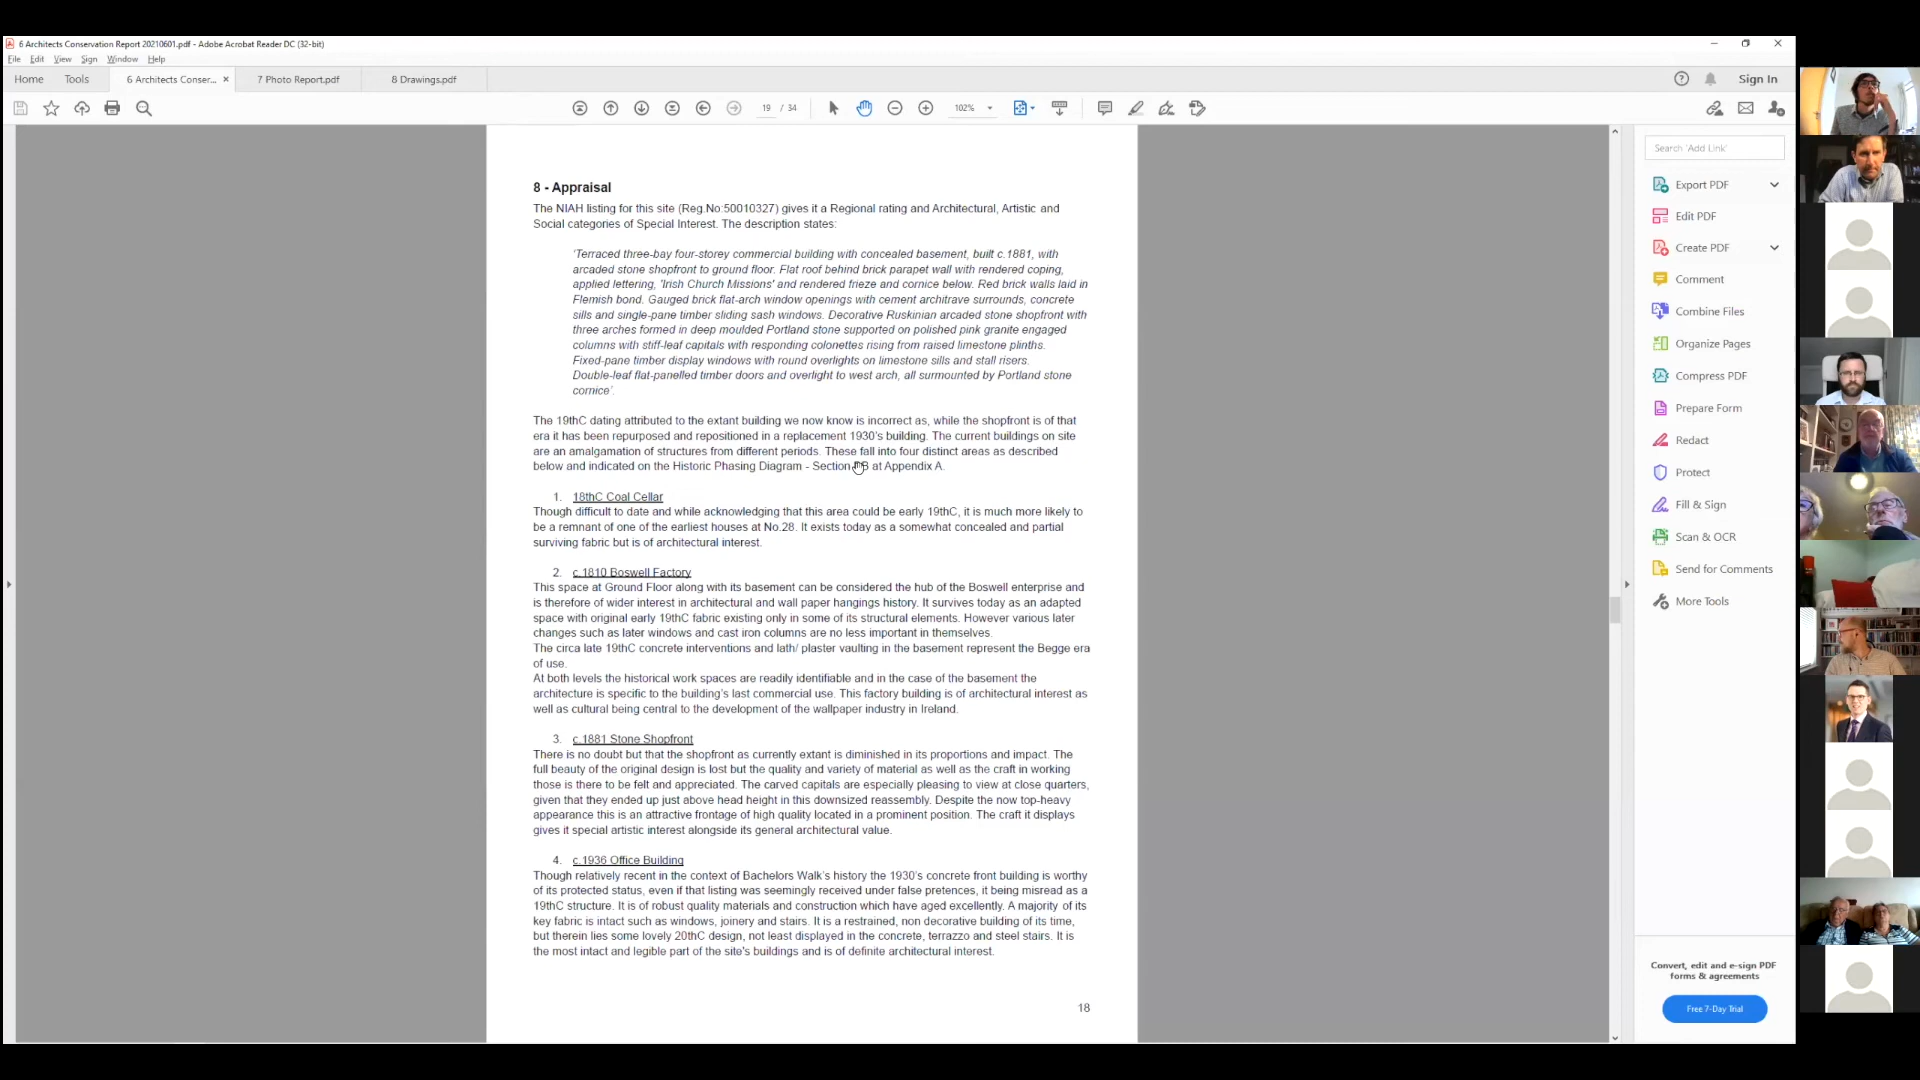 6 Architects Conservation Report 20210601.pdf - Adobe Acrobat Reader DC (32-bit)
File Edit View Sign Window Help
Home Tools 6 Architects Conser... 7 Photo Report.pdf 8 Drawings.pdf Sign In
19 / 34 102%
8 - Appraisal
The NIAH listing for this site (Reg.No:50010327) gives it a Regional rating and Architectural, Artistic and
Social categories of Special Interest. The description states:
'Terraced three-bay four-storey commercial building with concealed basement, built c.1881, with
arcaded stone shopfront to ground floor. Flat roof behind brick parapet wall with rendered coping,
applied lettering, 'Irish Church Missions' and rendered frieze and cornice below. Red brick walls laid in
Flemish bond. Gauged brick flat-arch window openings with cement architrave surrounds, concrete
sills and single-pane timber sliding sash windows. Decorative Ruskinian arcaded stone shopfront with
three arches formed in deep moulded Portland stone supported on polished pink granite engaged
columns with stiff-leaf capitals with responding colonettes rising from raised limestone plinths.
Fixed-pane timber display windows with round overlights on limestone sills and stall risers.
Double-leaf flat-panelled timber doors and overlight to west arch, all surmounted by Portland stone
cornice'.
The 19thC dating attributed to the extant building we now know is incorrect as, while the shopfront is of that
era it has been repurposed and repositioned in a replacement 1930's building. The current buildings on site
are an amalgamation of structures from different periods. These fall into four distinct areas as described
below and indicated on the Historic Phasing Diagram - Section B at Appendix A.
1. 18thC Coal Cellar
Though difficult to date and while acknowledging that this area could be early 19thC, it is much more likely to
be a remnant of one of the earliest houses at No.28. It exists today as a somewhat concealed and partial
surviving fabric but is of architectural interest.
2. c.1810 Boswell Factory
This space at Ground Floor along with its basement can be considered the hub of the Boswell enterprise and
is therefore of wider interest in architectural and wall paper hangings history. It survives today as an adapted
space with original early 19thC fabric existing only in some of its structural elements. However various later
changes such as later windows and cast iron columns are no less important in themselves.
The circa late 19thC concrete interventions and lath/ plaster vaulting in the basement represent the Begge era
of use.
At both levels the historical work spaces are readily identifiable and in the case of the basement the
architecture is specific to the building's last commercial use. This factory building is of architectural interest as
well as cultural being central to the development of the wallpaper industry in Ireland.
3. c.1881 Stone Shopfront
There is no doubt but that the shopfront as currently extant is diminished in its proportions and impact. The
full beauty of the original design is lost but the quality and variety of material as well as the craft in working
those is there to be felt and appreciated. The carved capitals are especially pleasing to view at close quarters,
given that they ended up just above head height in this downsized reassembly. Despite the now top-heavy
appearance this is an attractive frontage of high quality located in a prominent position. The craft it displays
gives it special artistic interest alongside its general architectural value.
4. c.1936 Office Building
Though relatively recent in the context of Bachelors Walk's history the 1930's concrete front building is worthy
of its protected status, even if that listing was seemingly received under false pretences, it being misread as a
19thC structure. It is of robust quality materials and construction which have aged excellently. A majority of its
key fabric is intact such as windows, joinery and stairs. It is a restrained, non decorative building of its time,
but therein lies some lovely 20thC design, not least displayed in the concrete, terrazzo and steel stairs. It is
the most intact and legible part of the site's buildings and is of definite architectural interest.
18
Search 'Add Link'
Export PDF
Edit PDF
Create PDF
Comment
Combine Files
Organize Pages
Compress PDF
Prepare Form
Redact
Protect
Fill & Sign
Scan & OCR
Send for Comments
More Tools
Convert, edit and e-sign PDF
forms & agreements
Free 7-Day Trial